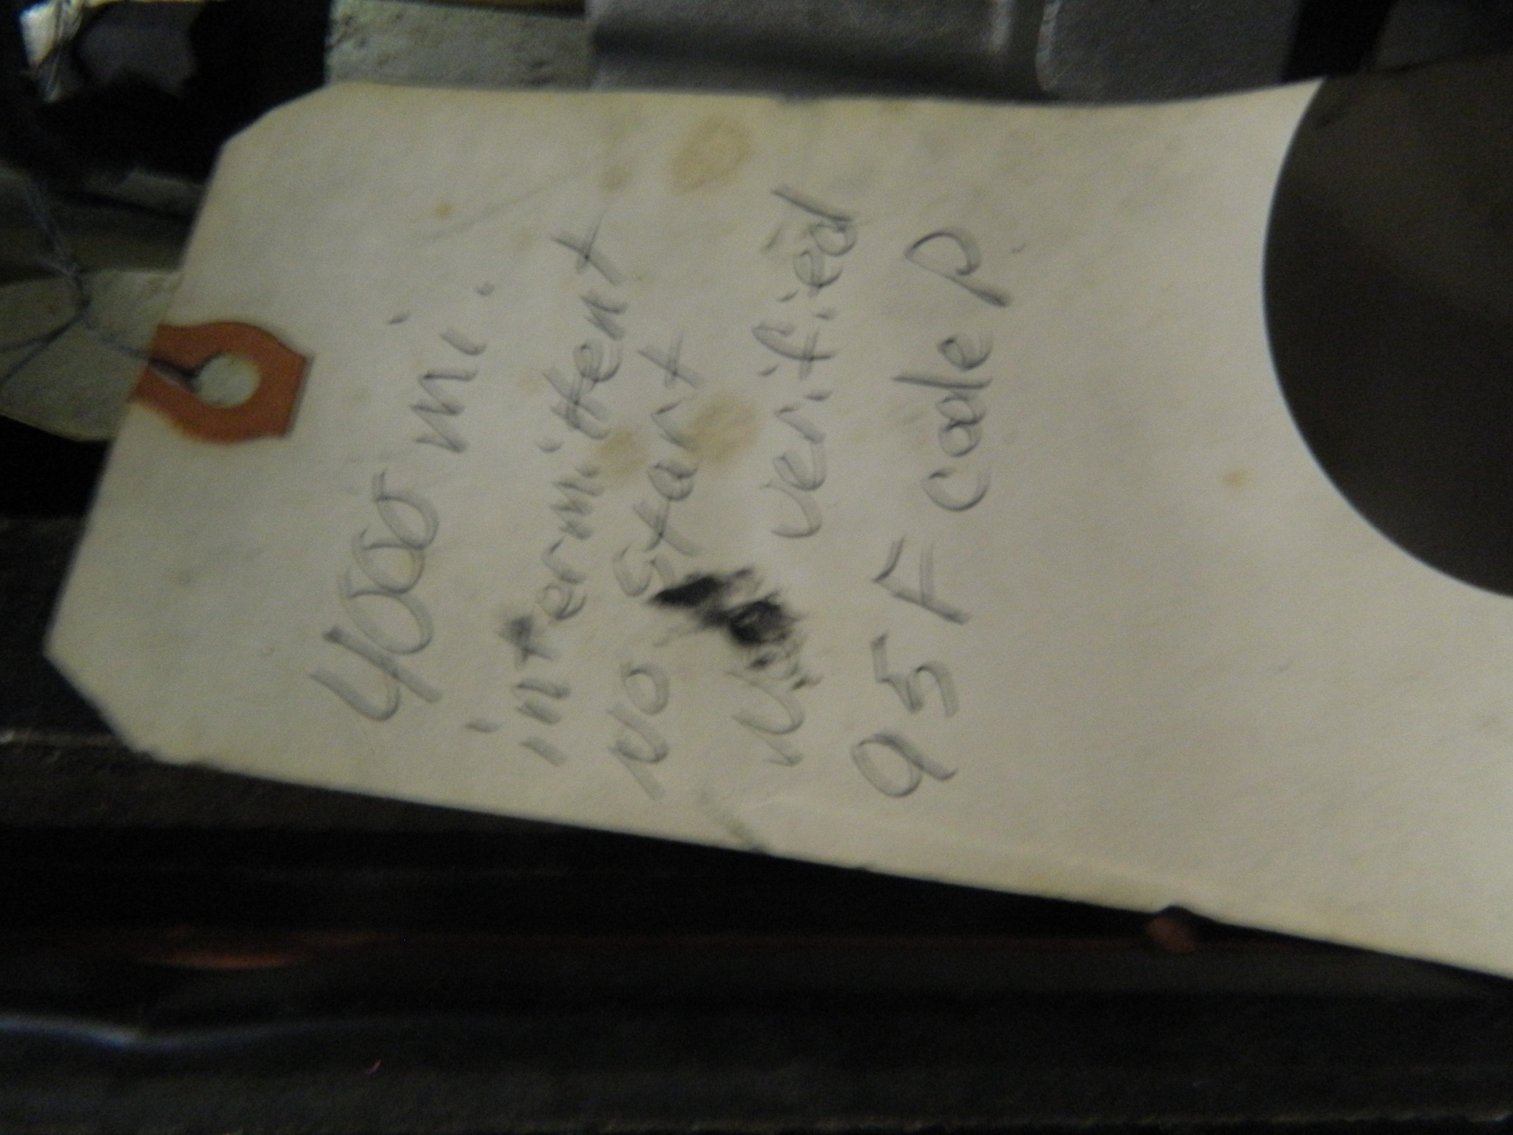 4000 mi.
intermittent
No start
verified
95 F code P